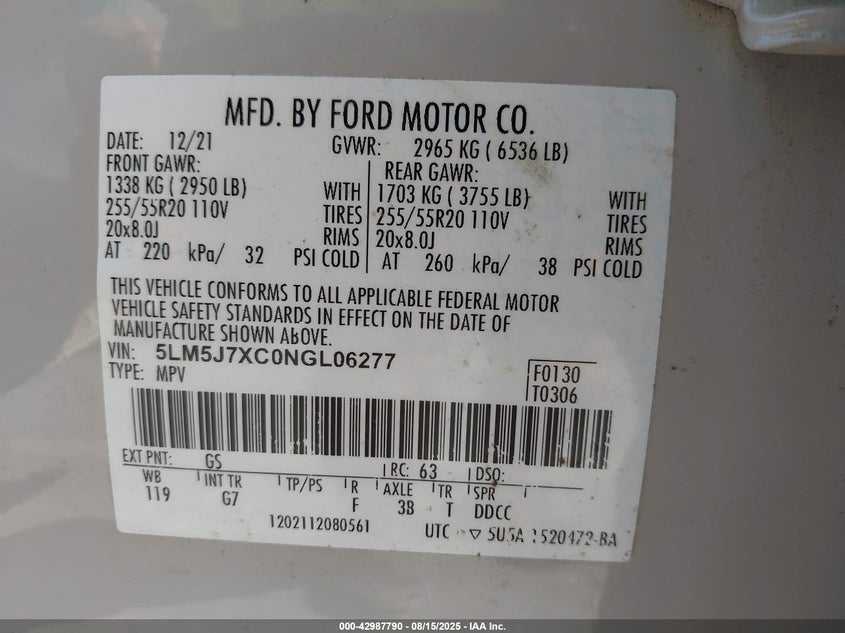 MFD. BY FORD MOTOR CO.
DATE: 12/21 GVWR: 2965 KG ( 6536 LB)
FRONT GAWR: REAR GAWR:
1338 KG ( 2950 LB) WITH 1703 KG ( 3755 LB) WITH
255/55R20 110V TIRES 255/55R20 110V TIRES
20x8.0J RIMS 20x8.0J RIMS
AT 220 kPa/ 32 PSI COLD AT 260 kPa/ 38 PSI COLD
THIS VEHICLE CONFORMS TO ALL APPLICABLE FEDERAL MOTOR
VEHICLE SAFETY STANDARDS IN EFFECT ON THE DATE OF
MANUFACTURE SHOWN ABOVE.
VIN: 5LM5J7XC0NGL06277
TYPE: MPV F0130
T0306
EXT PNT: GS RC: 63 DSO:
WB INT TR TP/PS R AXLE TR SPR
119 G7 F 3B T DDCC
1202112080561 UTC ▽ 5U5A 1520472-BA
000-42987790 - 08/15/2025 - IAA Inc.